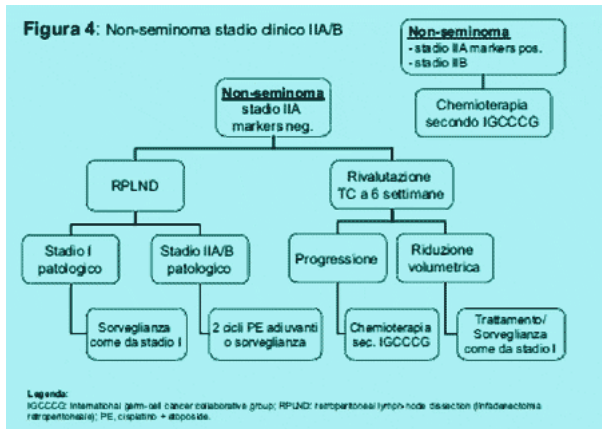 Figura 4: Non-seminoma stadio clinico IIA/B
Non-seminoma
- stadio IIA markers pos.
- stadio IIB
Chemioterapia
secondo IGCCCG
Non-seminoma
stadio IIA
markers neg.
RPLND
Rivalutazione
TC a 6 settimane
Stadio I
patologico
Stadio IIA/B
patologico
Progressione
Riduzione
volumetrica
Sorveglianza
come da stadio I
2 cicli PE adiuvanti
o sorveglianza
Chemioterapia
sec. IGCCCG
Trattamento/
Sorveglianza
come da stadio I
Legenda:
IGCCCG: International germ-cell cancer collaborative group; RPLND: retroperitoneal lymph-node dissection (linfadenectomia
retroperitoneale); PE, cisplatino + etoposide.